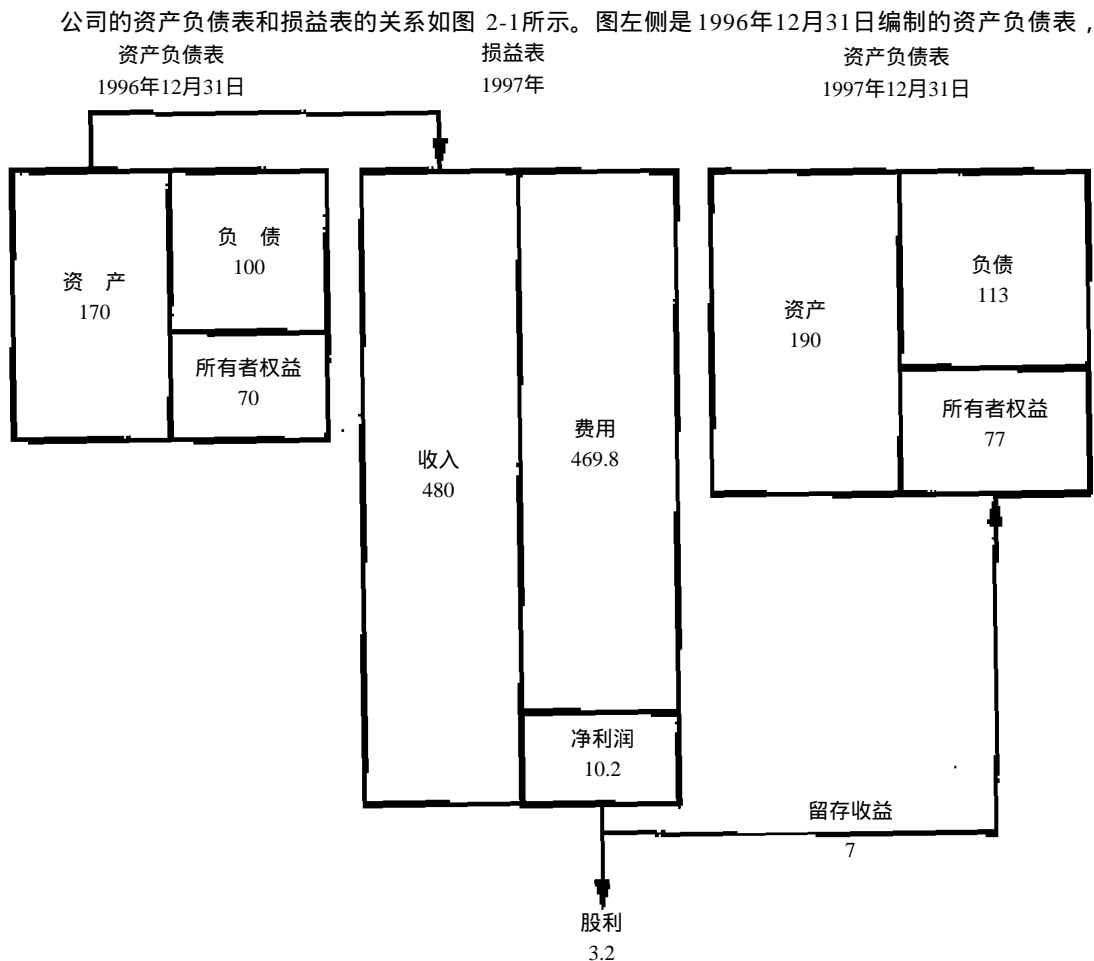 公司的资产负债表和损益表的关系如图 2-1所示。图左侧是1996年12月31日编制的资产负债表，
资产负债表
1996年12月31日
损益表
1997年
资产负债表
1997年12月31日
资 产
170
负 债
100
所有者权益
70
收入
480
费用
469.8
净利润
10.2
资产
190
负债
113
所有者权益
77
留存收益
7
股利
3.2